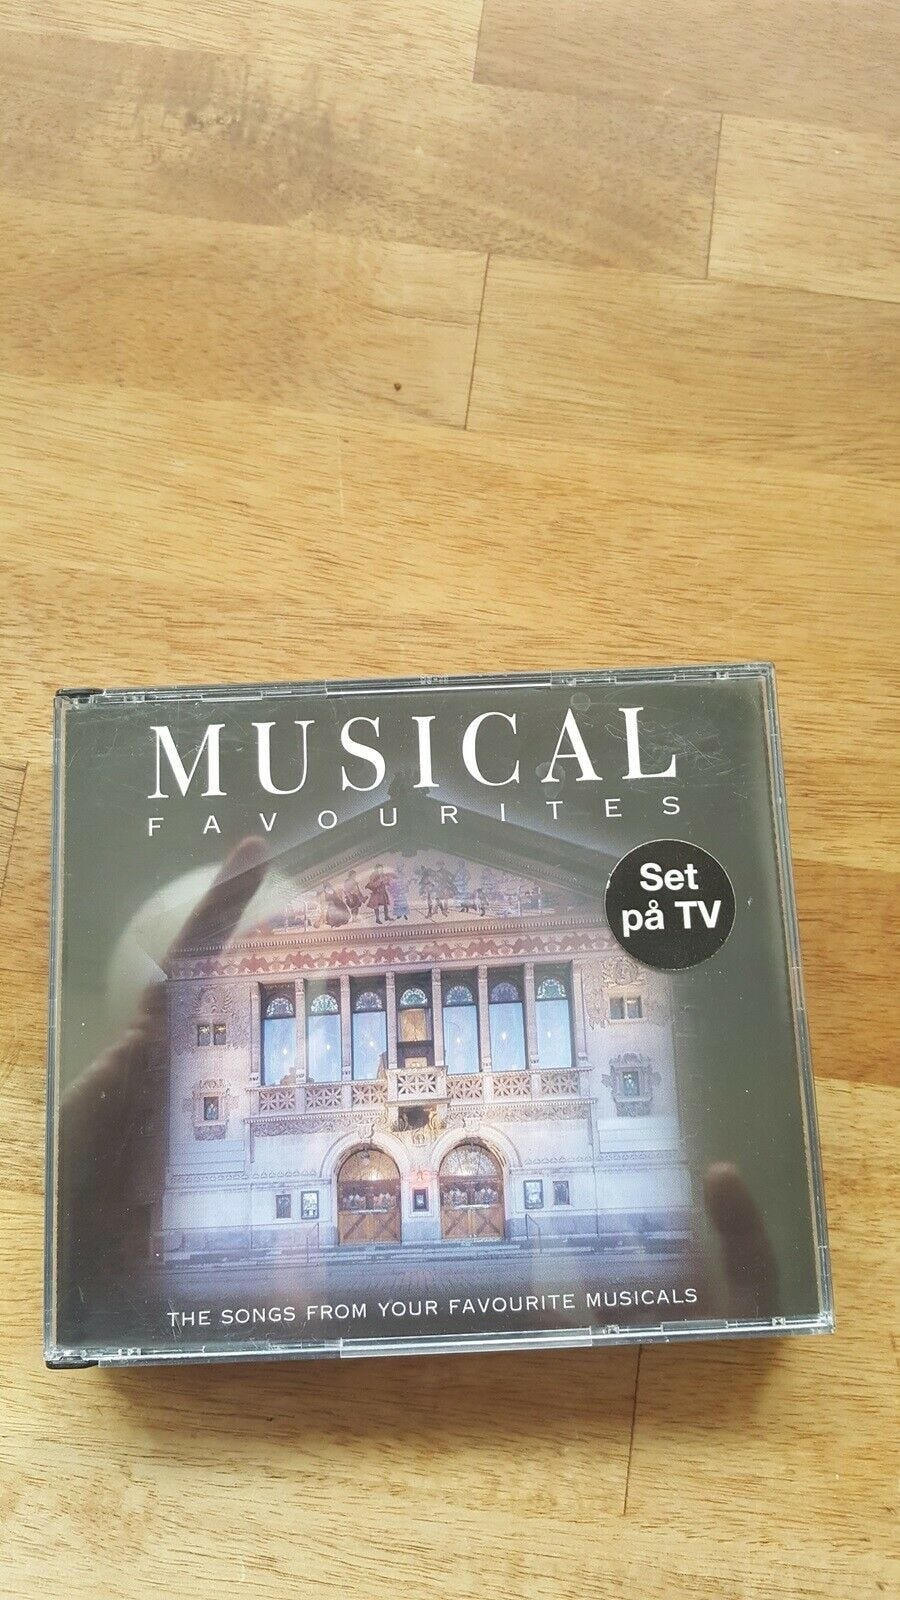 MUSICAL
FAVOURITES
Set
på TV
THE SONGS FROM YOUR FAVOURITE MUSICALS